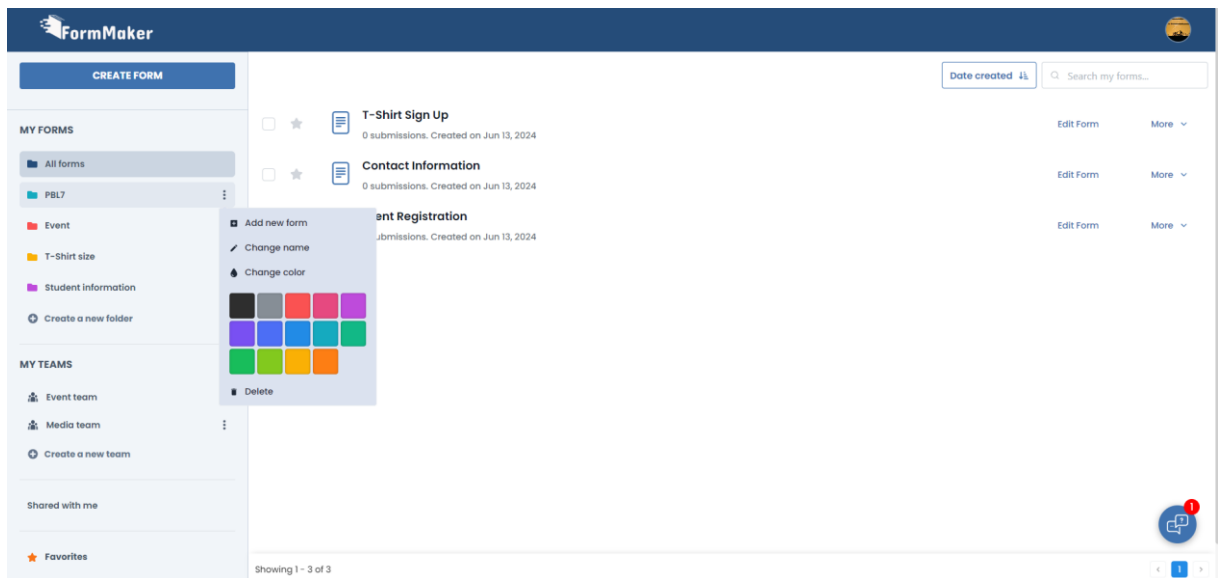 FormMaker
CREATE FORM
Date created
Search my forms...
MY FORMS
All forms
PBL7
Event
T-Shirt size
Student information
Create a new folder
MY TEAMS
Event team
Media team
Create a new team
Shared with me
Favorites
Add new form
Change name
Change color
Delete
T-Shirt Sign Up
0 submissions. Created on Jun 13, 2024
Edit Form More
Contact Information
0 submissions. Created on Jun 13, 2024
Edit Form More
ent Registration
ubmissions. Created on Jun 13, 2024
Edit Form More
1
Showing 1 - 3 of 3
1